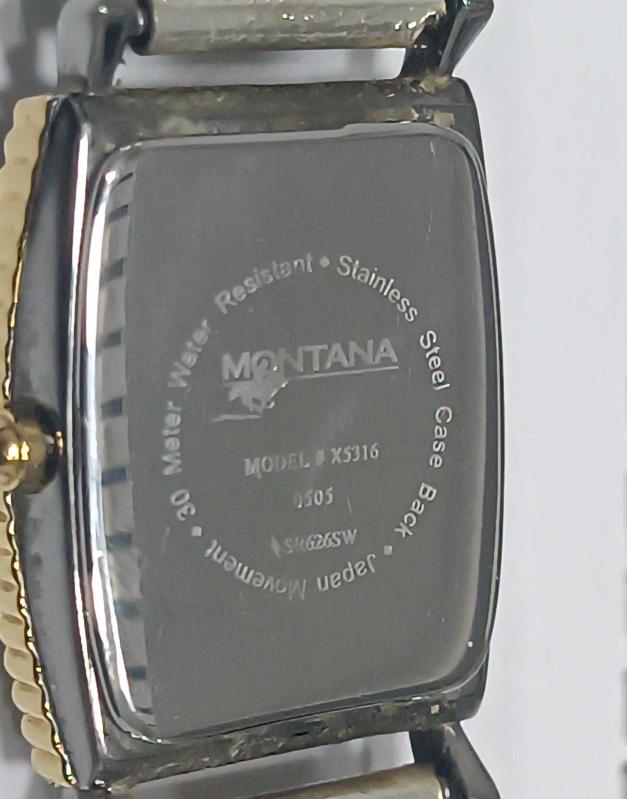 MONTANA
MODEL # X5316
0505
SR626SW
30 Meter Water Resistant • Stainless Steel Case Back • Japan Movement •